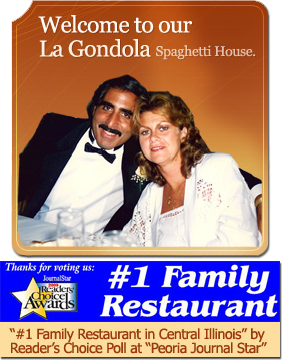 Welcome to our
La Gondola Spaghetti House.
Thanks for voting us:
JournalStar
Readers
Choice
Awards
#1 Family
Restaurant
“#1 Family Restaurant in Central Illinois” by
Reader’s Choice Poll at “Peoria Journal Star”